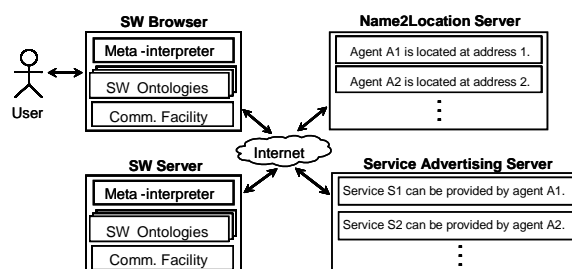 SW Browser
Meta -interpreter
SW Ontologies
Comm. Facility
User
Name2Location Server
Agent A1 is located at address 1.
Agent A2 is located at address 2.
Internet
SW Server
Meta -interpreter
SW Ontologies
Comm. Facility
Service Advertising Server
Service S1 can be provided by agent A1.
Service S2 can be provided by agent A2.